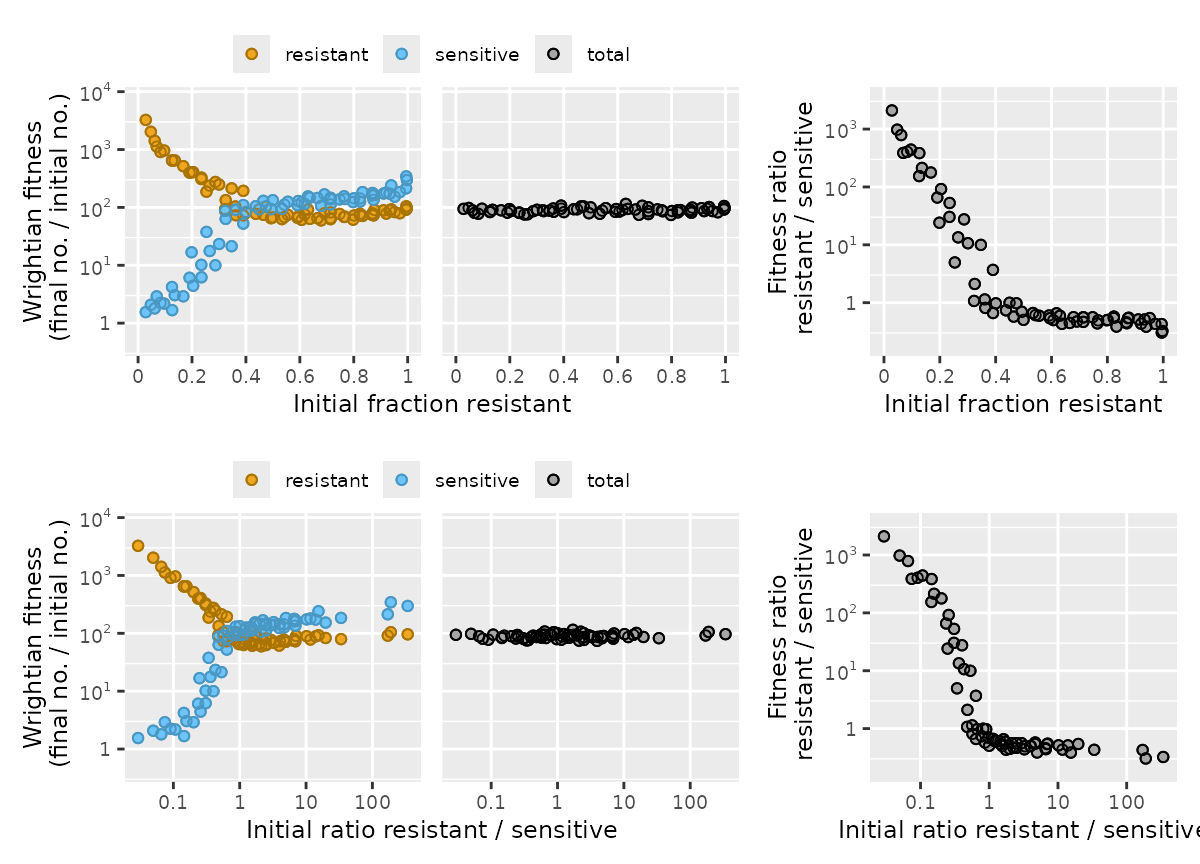 resistant sensitive total
Wrightian fitness
(final no. / initial no.)
10⁴
10³
10²
10¹
1
0 0.2 0.4 0.6 0.8 1
0 0.2 0.4 0.6 0.8 1
Initial fraction resistant
Fitness ratio
resistant / sensitive
10³
10²
10¹
1
0 0.2 0.4 0.6 0.8 1
Initial fraction resistant
resistant sensitive total
Wrightian fitness
(final no. / initial no.)
10⁴
10³
10²
10¹
1
0.1 1 10 100
0.1 1 10 100
Initial ratio resistant / sensitive
Fitness ratio
resistant / sensitive
10³
10²
10¹
1
0.1 1 10 100
Initial ratio resistant / sensitive